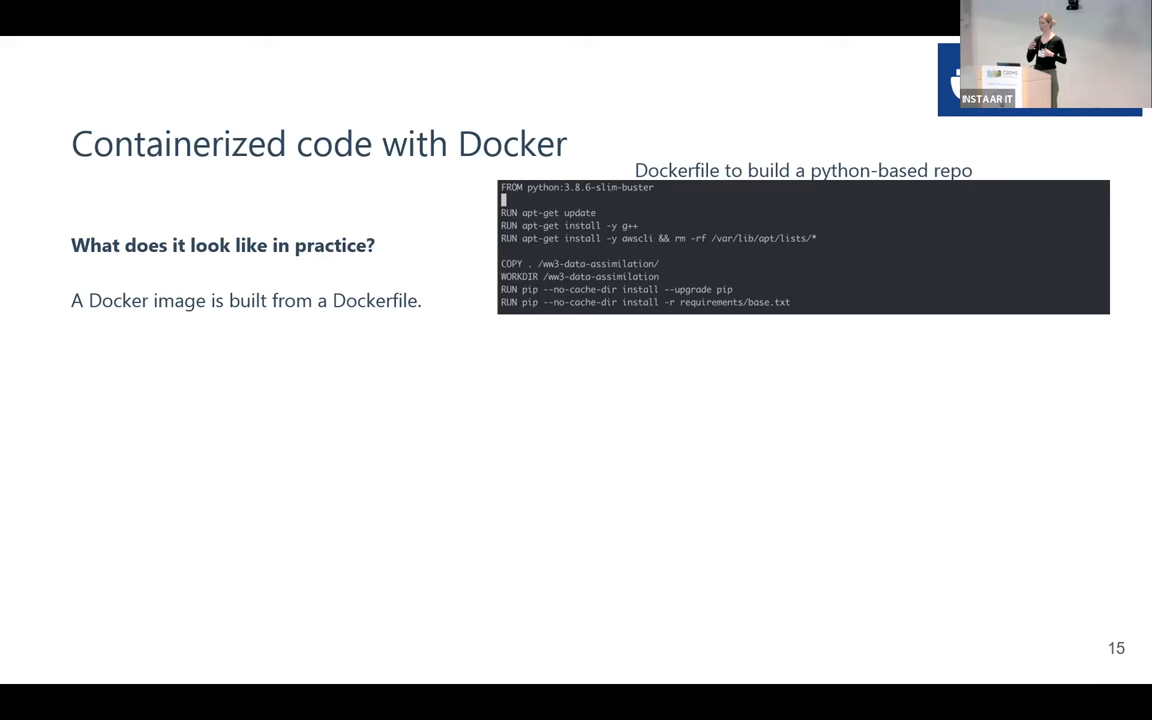 INSTAAR IT
Containerized code with Docker
Dockerfile to build a python-based repo
FROM python:3.8.6-slim-buster
RUN apt-get update
RUN apt-get install -y g++
RUN apt-get install -y awscli && rm -rf /var/lib/apt/lists/*
COPY . /ww3-data-assimilation/
WORKDIR /ww3-data-assimilation
RUN pip --no-cache-dir install --upgrade pip
RUN pip --no-cache-dir install -r requirements/base.txt
What does it look like in practice?
A Docker image is built from a Dockerfile.
15